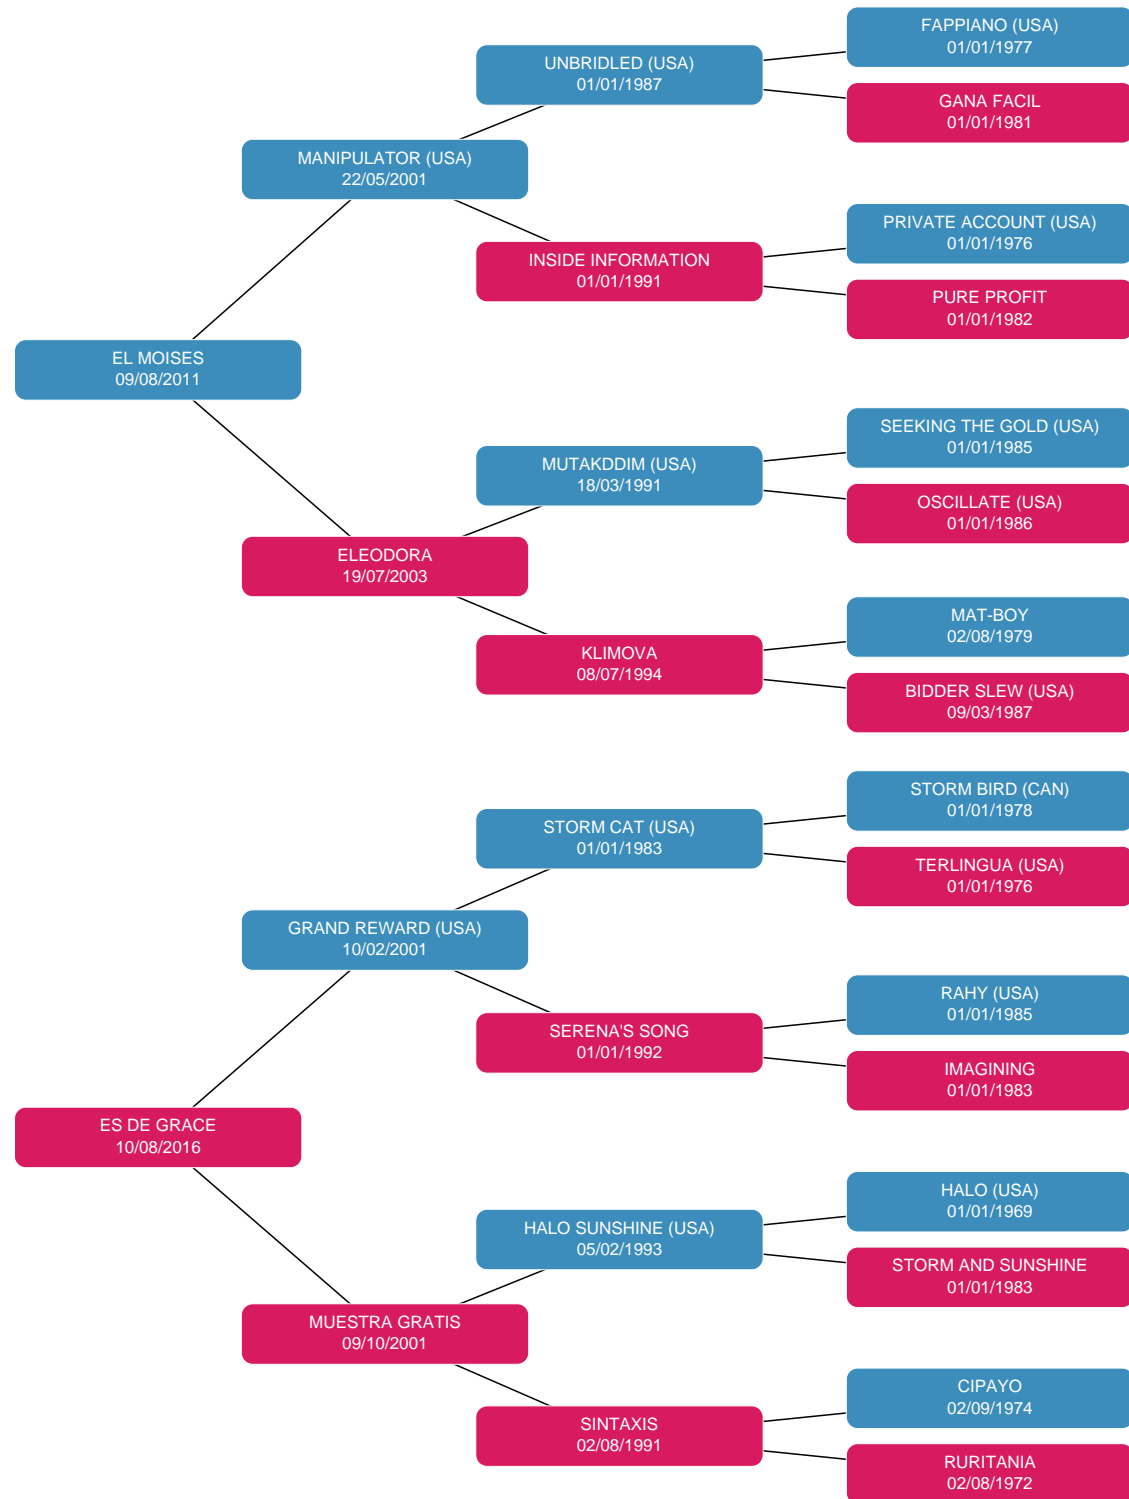 FAPPIANO (USA)
01/01/1977
UNBRIDLED (USA)
01/01/1987
GANA FACIL
01/01/1981
MANIPULATOR (USA)
22/05/2001
PRIVATE ACCOUNT (USA)
01/01/1976
INSIDE INFORMATION
01/01/1991
PURE PROFIT
01/01/1982
EL MOISES
09/08/2011
SEEKING THE GOLD (USA)
01/01/1985
MUTAKDDIM (USA)
18/03/1991
OSCILLATE (USA)
01/01/1986
ELEODORA
19/07/2003
MAT-BOY
02/08/1979
KLIMOVA
08/07/1994
BIDDER SLEW (USA)
09/03/1987
STORM BIRD (CAN)
01/01/1978
STORM CAT (USA)
01/01/1983
TERLINGUA (USA)
01/01/1976
GRAND REWARD (USA)
10/02/2001
RAHY (USA)
01/01/1985
SERENA'S SONG
01/01/1992
IMAGINING
01/01/1983
ES DE GRACE
10/08/2016
HALO (USA)
01/01/1969
HALO SUNSHINE (USA)
05/02/1993
STORM AND SUNSHINE
01/01/1983
MUESTRA GRATIS
09/10/2001
CIPAYO
02/09/1974
SINTAXIS
02/08/1991
RURITANIA
02/08/1972